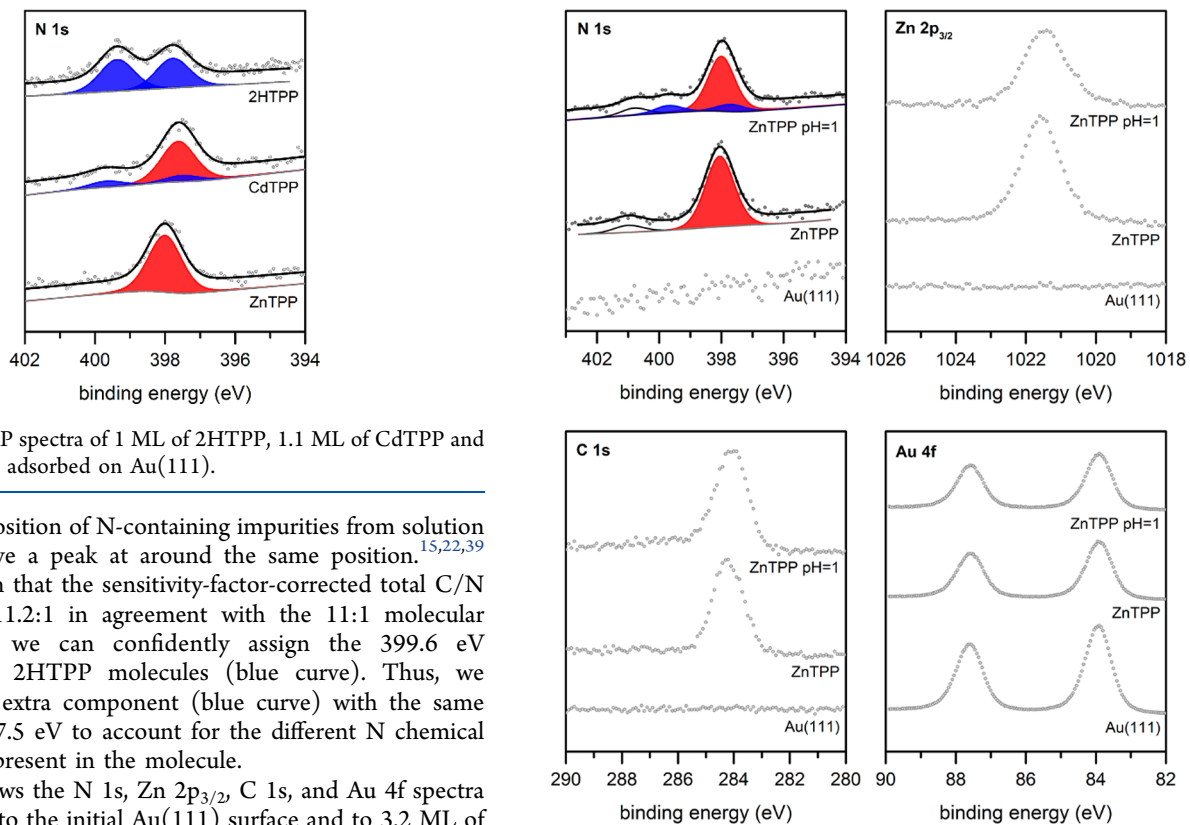 N 1s
2HTPP
CdTPP
ZnTPP
402 400 398 396 394
binding energy (eV)
P spectra of 1 ML of 2HTPP, 1.1 ML of CdTPP and
adsorbed on Au(111).
osition of N-containing impurities from solution
ve a peak at around the same position.15,22,39
n that the sensitivity-factor-corrected total C/N
11.2:1 in agreement with the 11:1 molecular
we can confidently assign the 399.6 eV
2HTPP molecules (blue curve). Thus, we
extra component (blue curve) with the same
7.5 eV to account for the different N chemical
present in the molecule.
ws the N 1s, Zn 2p3/2, C 1s, and Au 4f spectra
to the initial Au(111) surface and to 3.2 ML of
N 1s
ZnTPP pH=1
ZnTPP
Au(111)
402 400 398 396 394
binding energy (eV)
Zn 2p3/2
ZnTPP pH=1
ZnTPP
Au(111)
1026 1024 1022 1020 1018
binding energy (eV)
C 1s
ZnTPP pH=1
ZnTPP
Au(111)
290 288 286 284 282 280
binding energy (eV)
Au 4f
ZnTPP pH=1
ZnTPP
Au(111)
90 88 86 84 82
binding energy (eV)